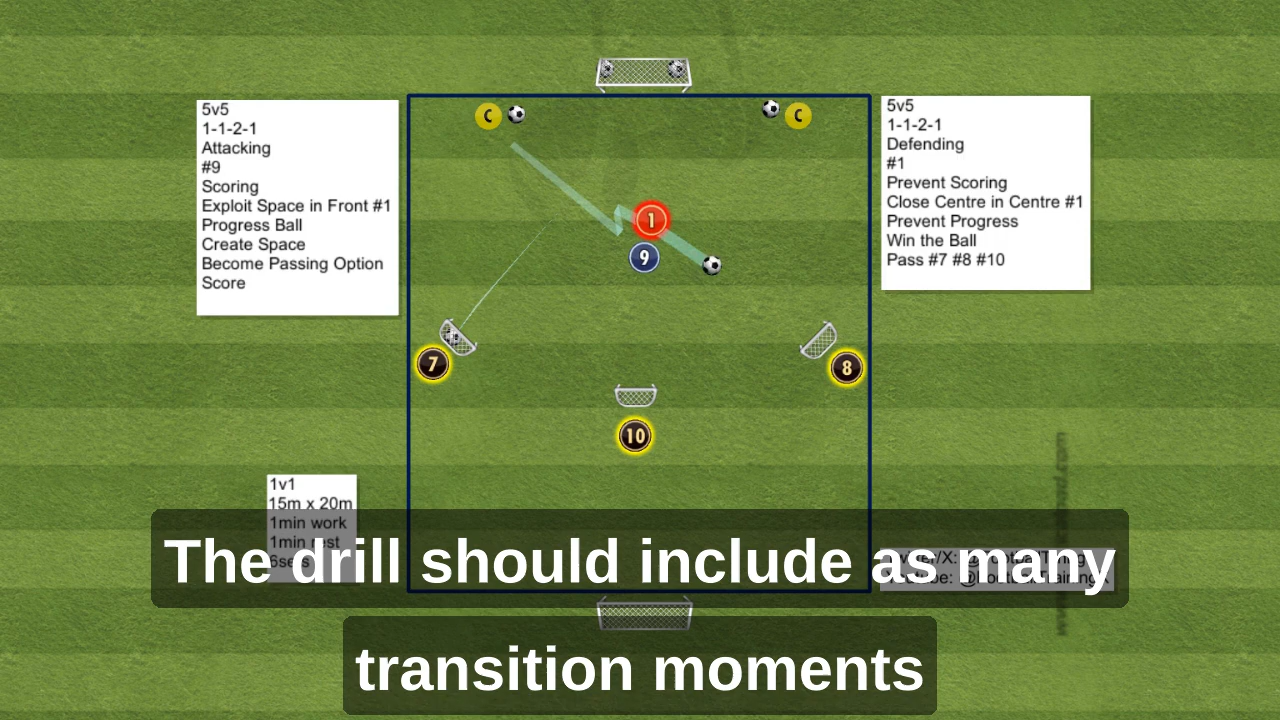 5v5
1-1-2-1
Attacking
#9
Scoring
Exploit Space in Front #1
Progress Ball
Create Space
Become Passing Option
Score
C
C
5v5
1-1-2-1
Defending
#1
Prevent Scoring
Close Centre in Centre #1
Prevent Progress
Win the Ball
Pass #7 #8 #10
1
9
7
8
10
1v1
15m x 20m
1min work
1min rest
The drill should include as many
transition moments